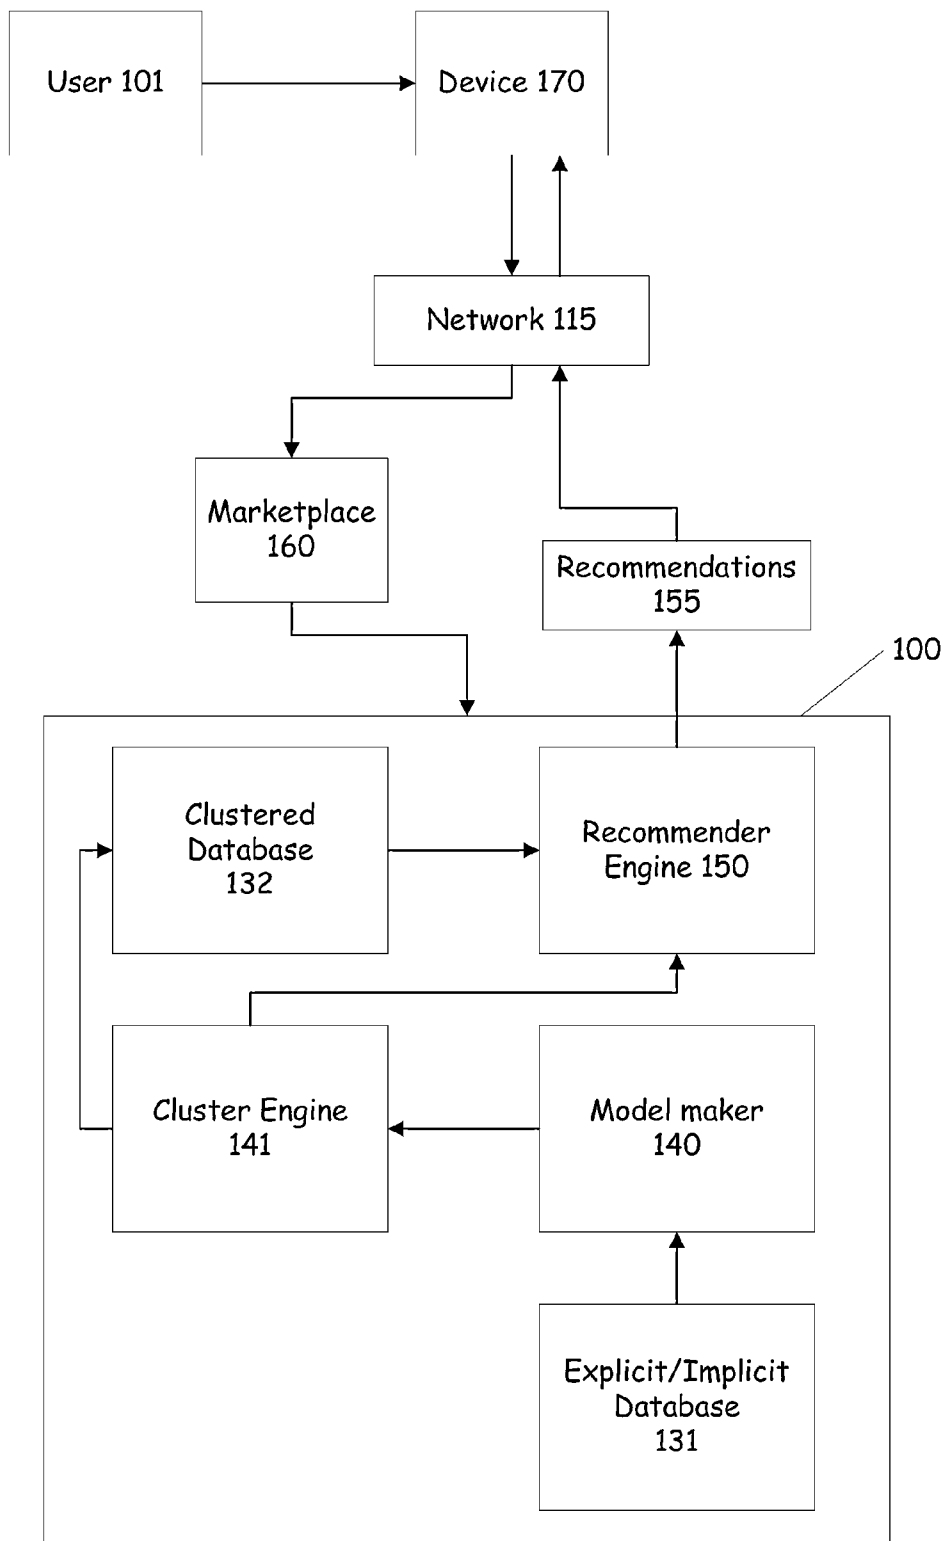 User 101
Device 170
Network 115
Marketplace
160
Recommendations
155
100
Clustered
Database
132
Recommender
Engine 150
Cluster Engine
141
Model maker
140
Explicit/Implicit
Database
131